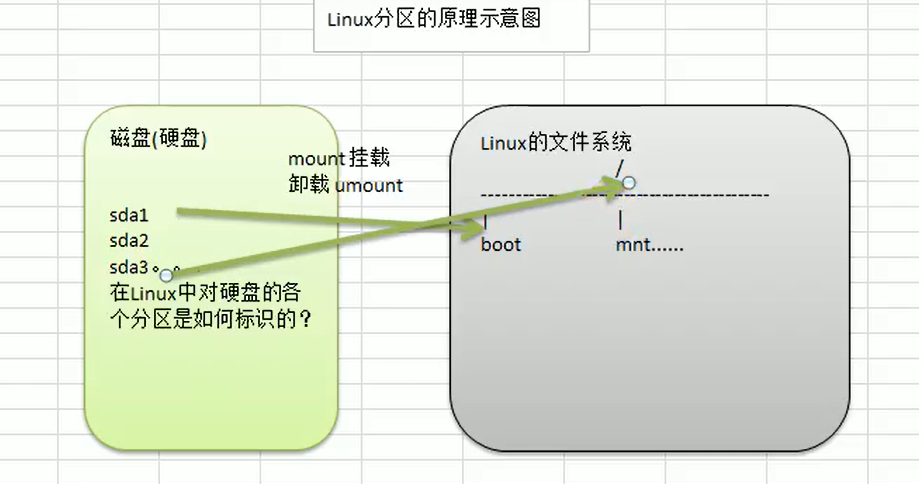 Linux分区的原理示意图
磁盘(硬盘)
mount 挂载
卸载 umount
sda1
sda2
sda3。。..
在Linux中对硬盘的各
个分区是如何标识的？
Linux的文件系统
/
---------------------------------------
| |
boot mnt......